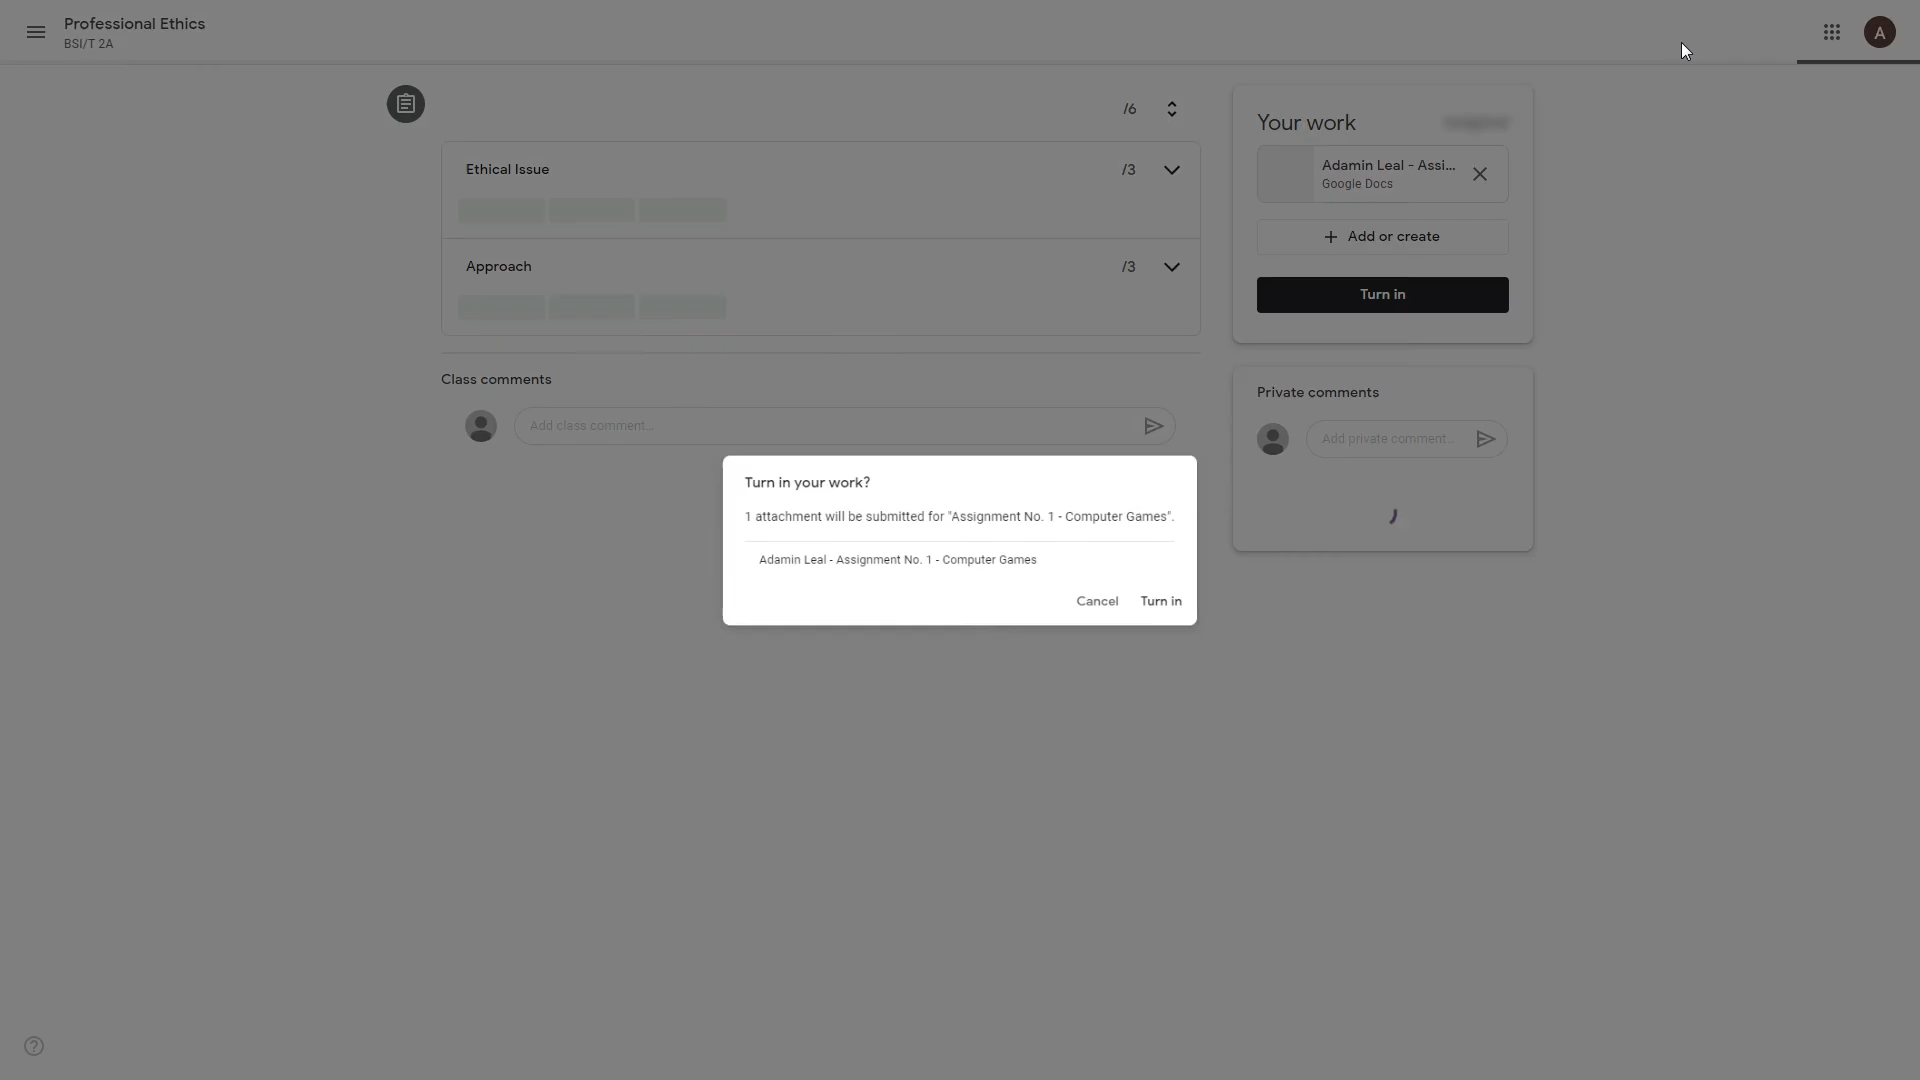 Professional Ethics
BSI/T 2A
A
/6
Ethical Issue
/3
Approach
/3
Class comments
Add class comment...
Your work
Adamin Leal - Assi...
Google Docs
Add or create
Turn in
Private comments
Add private comment...
Turn in your work?
1 attachment will be submitted for "Assignment No. 1 - Computer Games".
Adamin Leal - Assignment No. 1 - Computer Games
Cancel
Turn in